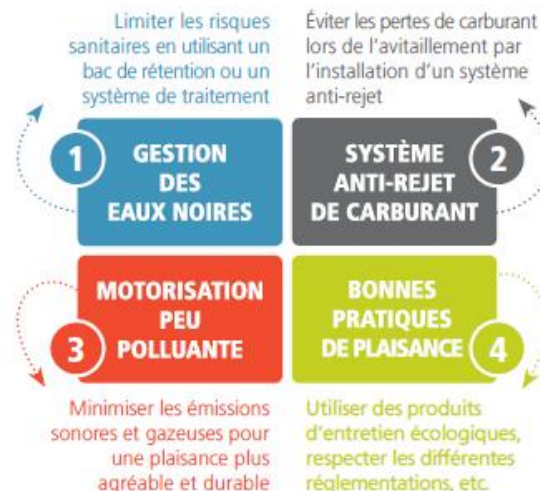 Limiter les risques
sanitaires en utilisant un
bac de rétention ou un
système de traitement
Éviter les pertes de carburant
lors de l'avitaillement par
l'installation d'un système
anti-rejet
1
GESTION
DES
EAUX NOIRES
SYSTÈME
ANTI-REJET
DE CARBURANT
2
MOTORISATION
PEU
POLLUANTE
3
BONNES
PRATIQUES
DE PLAISANCE
4
Minimiser les émissions
sonores et gazeuses pour
une plaisance plus
agréable et durable
Utiliser des produits
d'entretien écologiques,
respecter les différentes
réglementations, etc.